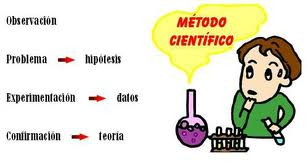 Observación
Problema hipótesis
Experimentación datos
Confirmación teoría
MÉTODO
CIENTÍFICO